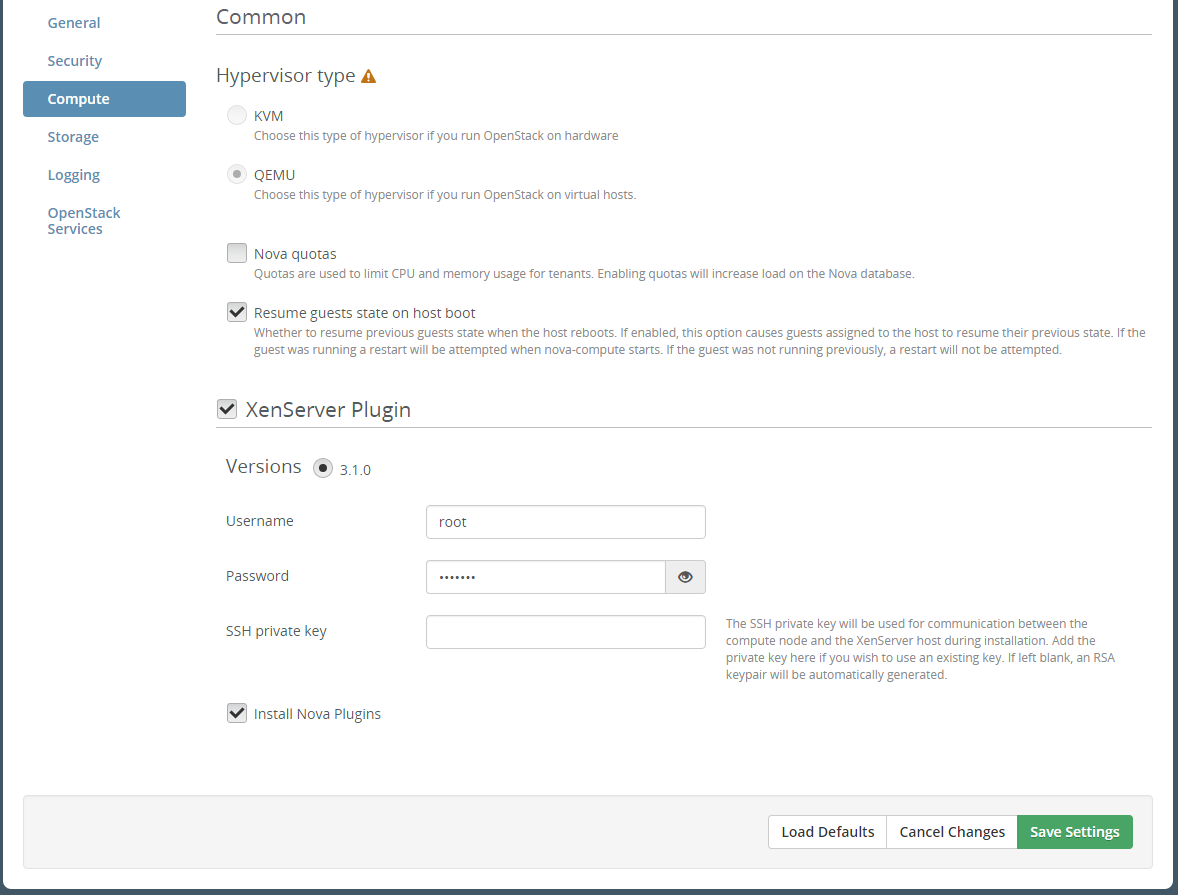 General
Security
Compute
Storage
Logging
OpenStack
Services
Common
Hypervisor type
KVM
Choose this type of hypervisor if you run OpenStack on hardware
QEMU
Choose this type of hypervisor if you run OpenStack on virtual hosts.
Nova quotas
Quotas are used to limit CPU and memory usage for tenants. Enabling quotas will increase load on the Nova database.
Resume guests state on host boot
Whether to resume previous guests state when the host reboots. If enabled, this option causes guests assigned to the host to resume their previous state. If the
guest was running a restart will be attempted when nova-compute starts. If the guest was not running previously, a restart will not be attempted.
XenServer Plugin
Versions 3.1.0
Username root
Password •••••••
SSH private key
The SSH private key will be used for communication between the
compute node and the XenServer host during installation. Add the
private key here if you wish to use an existing key. If left blank, an RSA
keypair will be automatically generated.
Install Nova Plugins
Load Defaults Cancel Changes Save Settings